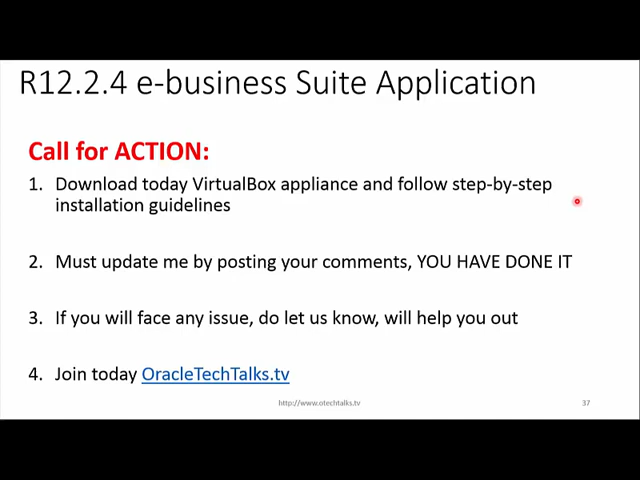 R12.2.4 e-business Suite Application
Call for ACTION:
1. Download today VirtualBox appliance and follow step-by-step
installation guidelines
2. Must update me by posting your comments, YOU HAVE DONE IT
3. If you will face any issue, do let us know, will help you out
4. Join today OracleTechTalks.tv
http://www.otechtalks.tv
37